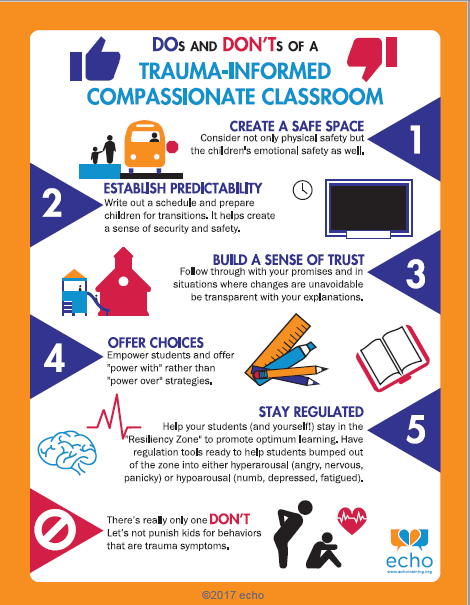 DOs AND DON'Ts OF A
TRAUMA-INFORMED
COMPASSIONATE CLASSROOM
1
CREATE A SAFE SPACE
Consider not only physical safety but
the children's emotional safety as well.
2
ESTABLISH PREDICTABILITY
Write out a schedule and prepare
children for transitions. It helps create
a sense of security and safety.
3
BUILD A SENSE OF TRUST
Follow through with your promises and in
situations where changes are unavoidable
be transparent with your explanations.
4
OFFER CHOICES
Empower students and offer
"power with" rather than
"power over" strategies.
5
STAY REGULATED
Help your students (and yourself!) stay in the
"Resiliency Zone" to promote optimum learning. Have
regulation tools ready to help students bumped out
of the zone into either hyperarousal (angry, nervous,
panicky) or hypoarousal (numb, depressed, fatigued).
There's really only one DON'T
Let's not punish kids for behaviors
that are trauma symptoms.
echo
www.echotraining.org
©2017 echo